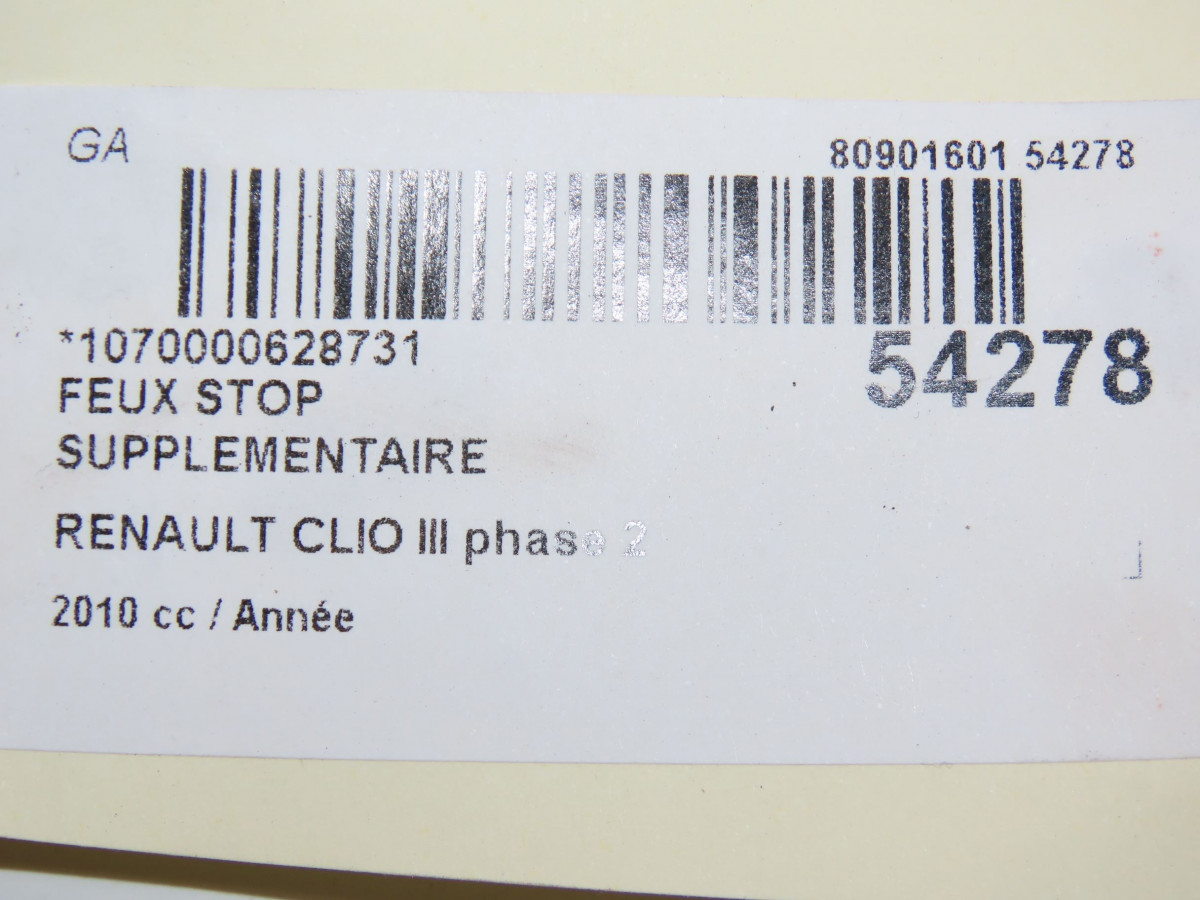 GA
80901601 54278
*1070000628731
54278
FEUX STOP
SUPPLEMENTAIRE
RENAULT CLIO III phase 2
2010 cc / Année